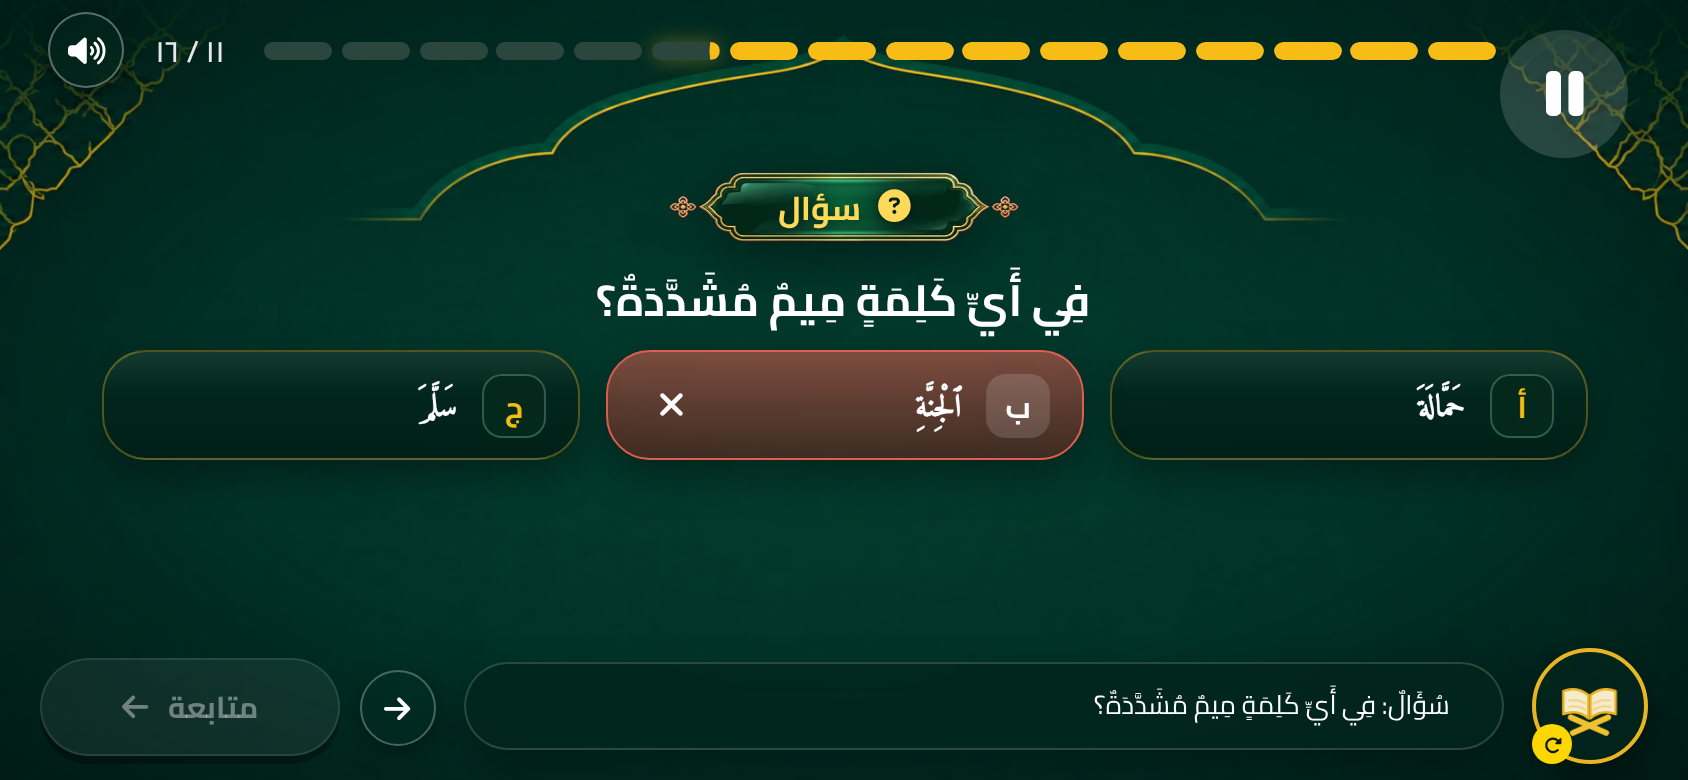 ١١ / ١٦
سؤال
فِي أَيِّ كَلِمَةٍ مِيمٌ مُشَدَّدَةٌ؟
أ حَمَّالَةَ
ب ٱلْجِنَّةِ
ج سَلَّمَ
سُؤَالٌ: فِي أَيِّ كَلِمَةٍ مِيمٌ مُشَدَّدَةٌ؟
متابعة